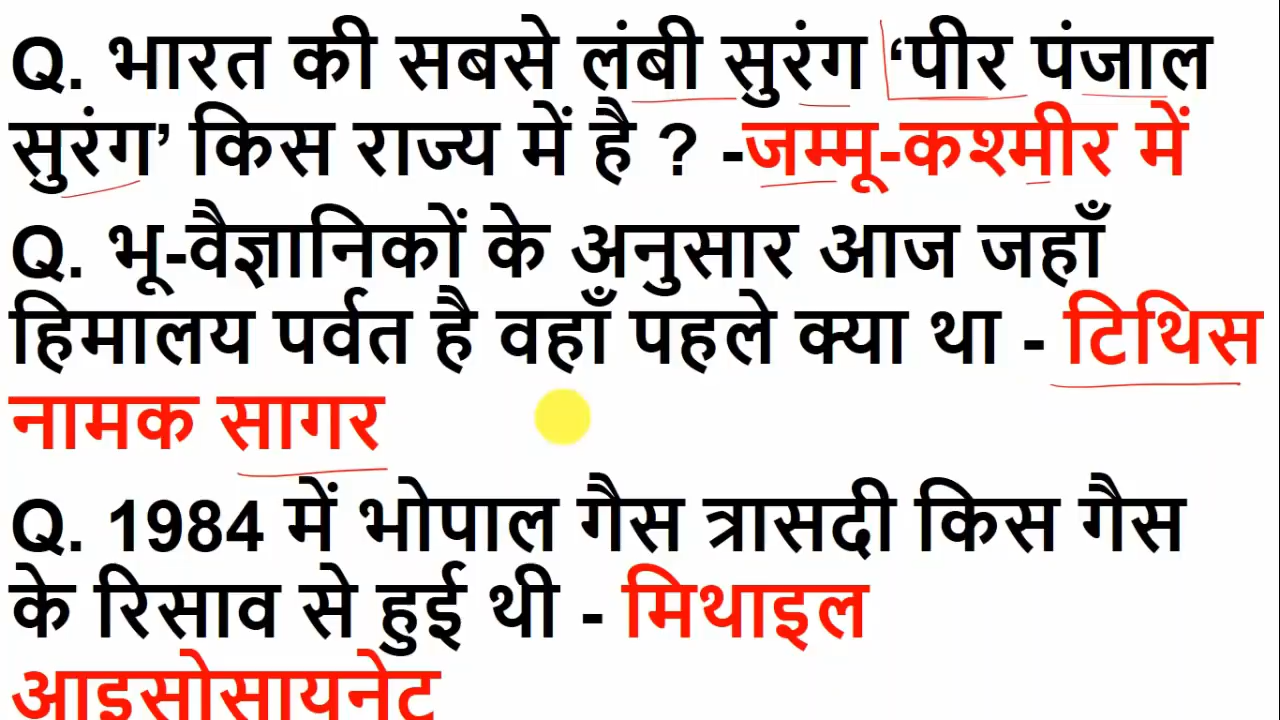 Q. भारत की सबसे लंबी सुरंग ‘पीर पंजाल
सुरंग’ किस राज्य में है ? -जम्मू-कश्मीर में
Q. भू-वैज्ञानिकों के अनुसार आज जहाँ
हिमालय पर्वत है वहाँ पहले क्या था - टिथिस
नामक सागर
Q. 1984 में भोपाल गैस त्रासदी किस गैस
के रिसाव से हुई थी - मिथाइल
आइसोसायनेट